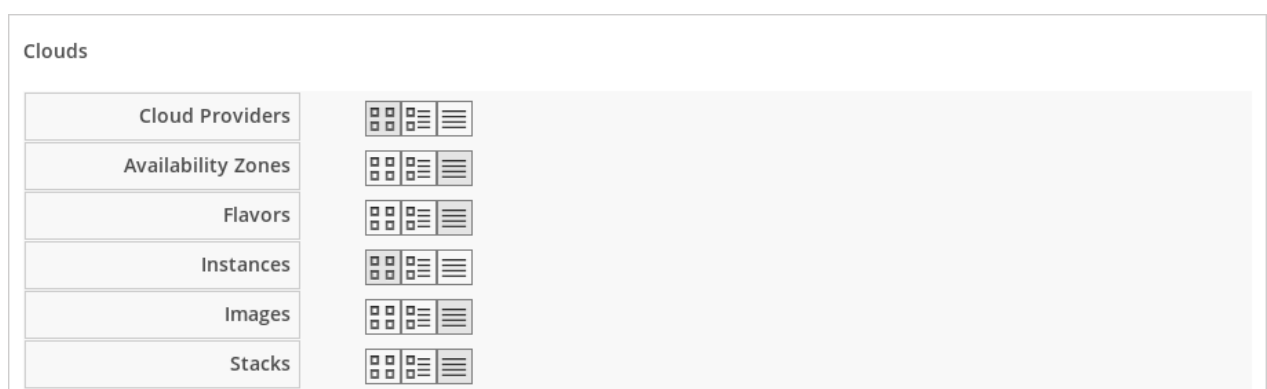 Clouds
Cloud Providers
Availability Zones
Flavors
Instances
Images
Stacks